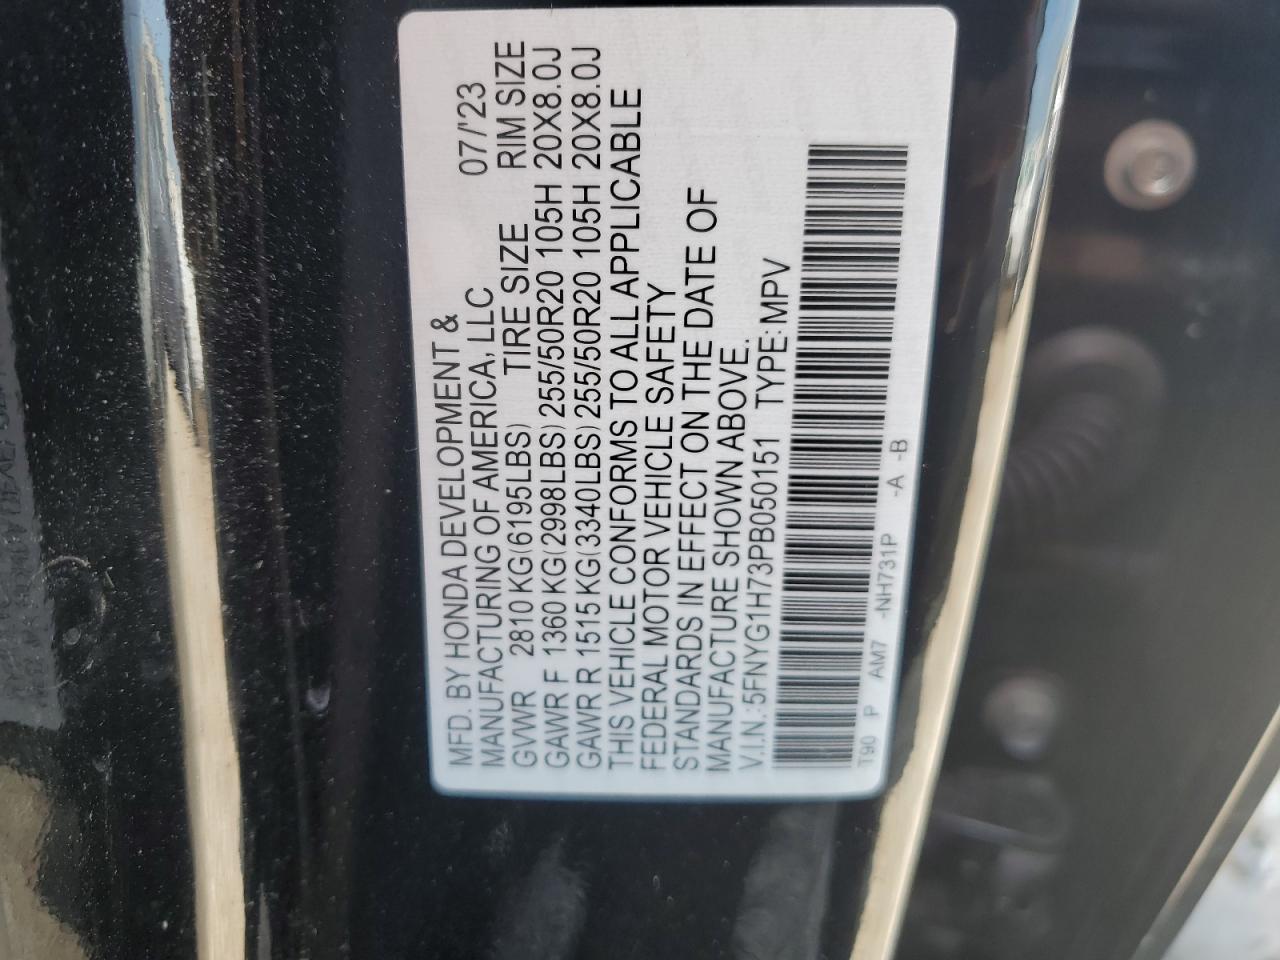 MFD. BY HONDA DEVELOPMENT &
MANUFACTURING OF AMERICA, LLC 07/'23
GVWR 2810 KG(6195LBS) TIRE SIZE RIM SIZE
GAWR F 1360 KG(2998LBS) 255/50R20 105H 20X8.0J
GAWR R 1515 KG(3340LBS) 255/50R20 105H 20X8.0J
THIS VEHICLE CONFORMS TO ALL APPLICABLE
FEDERAL MOTOR VEHICLE SAFETY
STANDARDS IN EFFECT ON THE DATE OF
MANUFACTURE SHOWN ABOVE.
V.I.N.:5FNYG1H73PB050151 TYPE: MPV
T90 P AM7 -NH731P -A -B